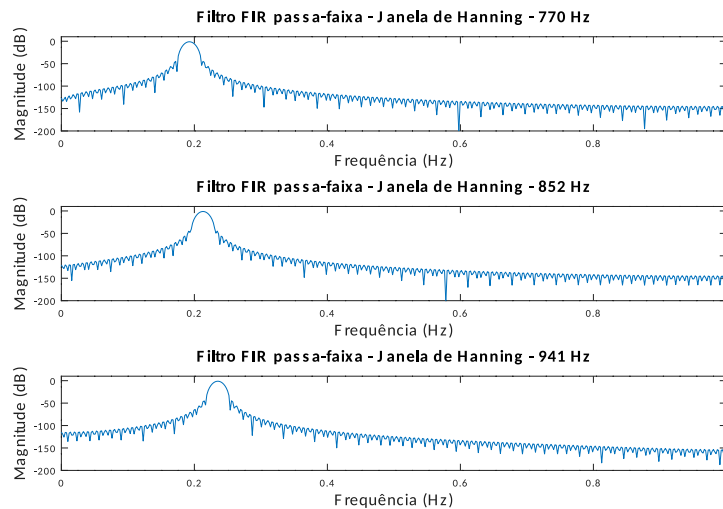 Filtro FIR passa-faixa - Janela de Hanning - 770 Hz
Magnitude (dB)
0
-50
-100
-150
-200
0 0.2 0.4 0.6 0.8
Frequência (Hz)
Filtro FIR passa-faixa - Janela de Hanning - 852 Hz
Magnitude (dB)
0
-50
-100
-150
-200
0 0.2 0.4 0.6 0.8
Frequência (Hz)
Filtro FIR passa-faixa - Janela de Hanning - 941 Hz
Magnitude (dB)
0
-50
-100
-150
-200
0 0.2 0.4 0.6 0.8
Frequência (Hz)